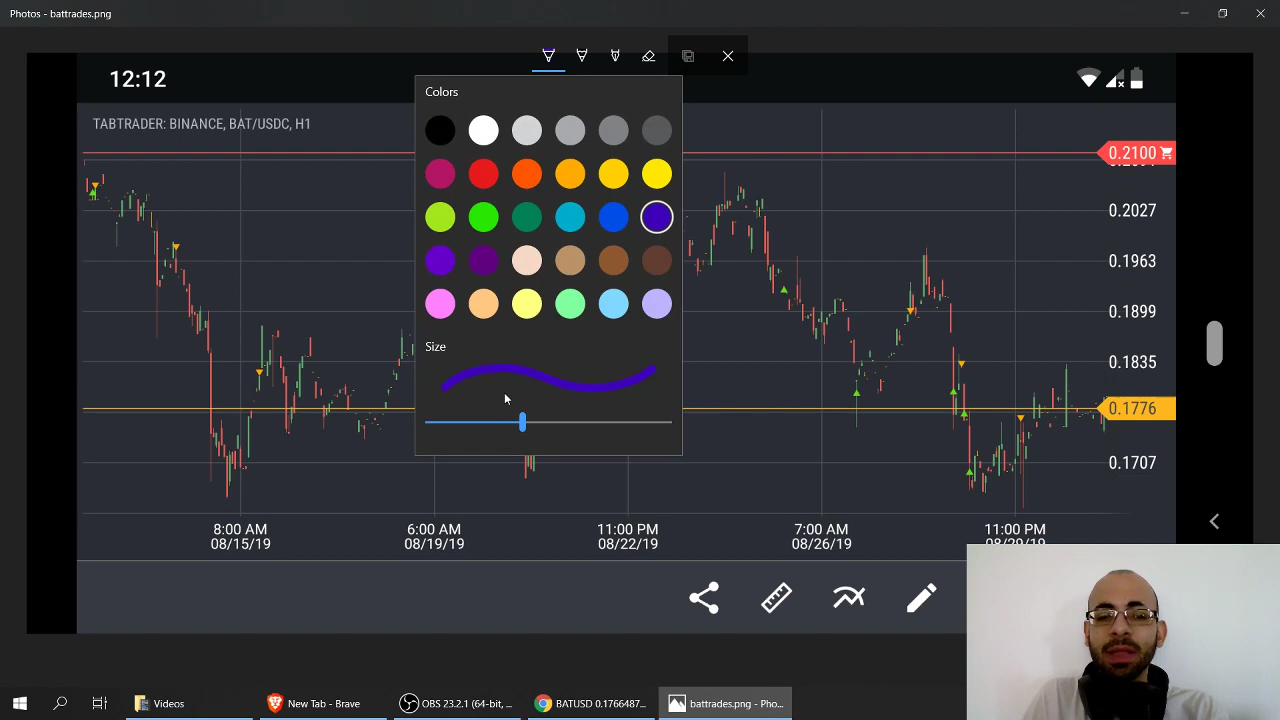 Photos - battrades.png
12:12
Colors
TABTRADER: BINANCE, BAT/USDC, H1
0.2100
0.2027
0.1963
0.1899
Size
0.1835
0.1776
0.1707
8:00 AM
08/15/19
6:00 AM
08/19/19
11:00 PM
08/22/19
7:00 AM
08/26/19
11:00 PM
08/29/19
Videos
New Tab - Brave
OBS 23.2.1 (64-bit, ...
BATUSD 0.1766487...
battrades.png - Pho...